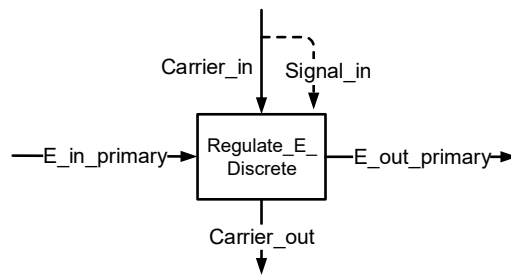 Carrier_in
Signal_in
E_in_primary
Regulate_E_
Discrete
E_out_primary
Carrier_out